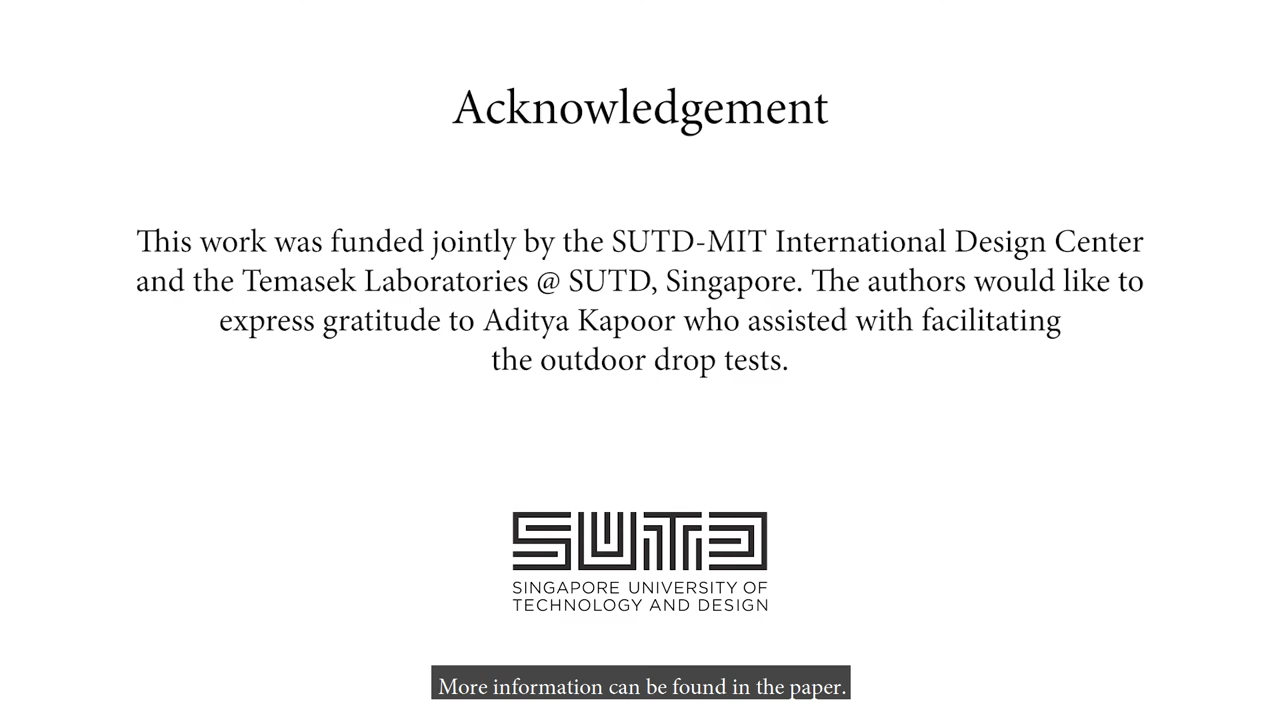 Acknowledgement
This work was funded jointly by the SUTD-MIT International Design Center
and the Temasek Laboratories @ SUTD, Singapore. The authors would like to
express gratitude to Aditya Kapoor who assisted with facilitating
the outdoor drop tests.
SUTD
SINGAPORE UNIVERSITY OF
TECHNOLOGY AND DESIGN
More information can be found in the paper.